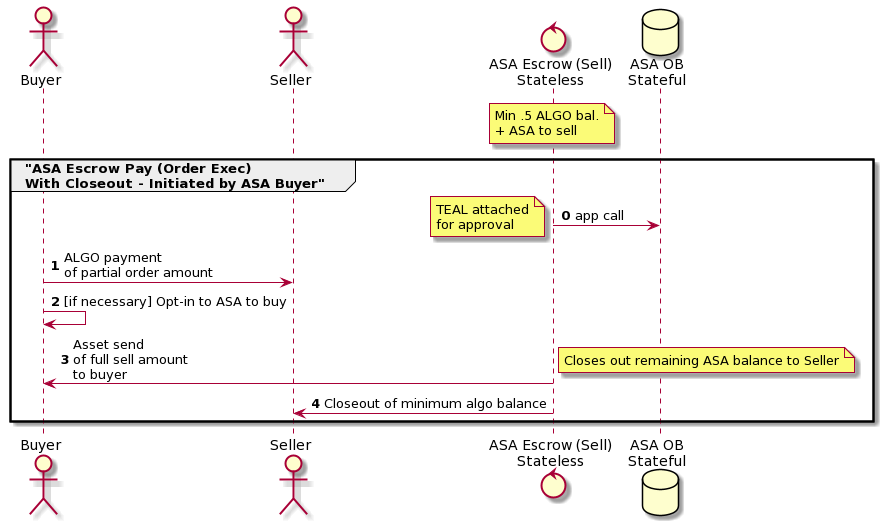 Buyer
Seller
ASA Escrow (Sell)
Stateless
ASA OB
Stateful
Min .5 ALGO bal.
+ ASA to sell
"ASA Escrow Pay (Order Exec)
With Closeout - Initiated by ASA Buyer"
TEAL attached
for approval
0 app call
1 ALGO payment
of partial order amount
2 [if necessary] Opt-in to ASA to buy
Asset send
3 of full sell amount
to buyer
Closes out remaining ASA balance to Seller
4 Closeout of minimum algo balance
Buyer
Seller
ASA Escrow (Sell)
Stateless
ASA OB
Stateful